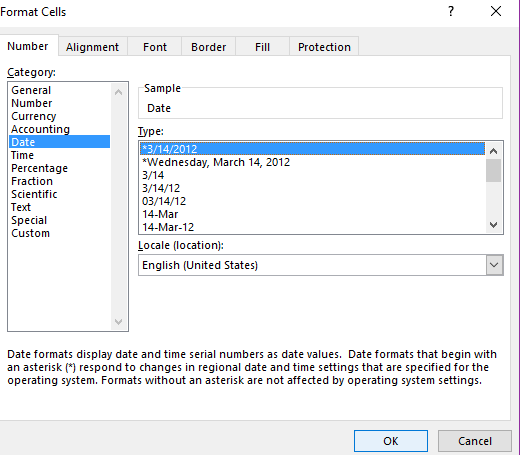 Format Cells ? ×
Number Alignment Font Border Fill Protection
Category:
General
Number
Currency
Accounting
Date
Time
Percentage
Fraction
Scientific
Text
Special
Custom
Sample
Date
Type:
*3/14/2012
*Wednesday, March 14, 2012
3/14
3/14/12
03/14/12
14-Mar
14-Mar-12
Locale (location):
English (United States)
Date formats display date and time serial numbers as date values.  Date formats that begin with
an asterisk (*) respond to changes in regional date and time settings that are specified for the
operating system. Formats without an asterisk are not affected by operating system settings.
OK Cancel